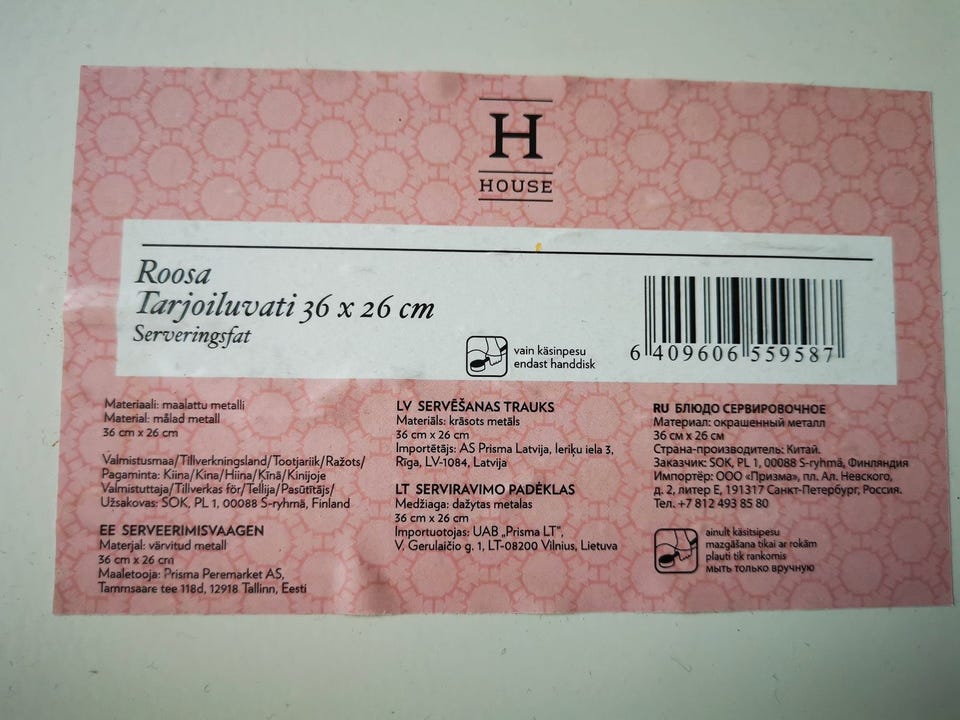 H
HOUSE
Roosa
Tarjoiluvati 36 x 26 cm
Serveringsfat
vain käsinpesu
endast handdisk
6 409606 559587
Materiaali: maalattu metalli
Material: målad metall
36 cm x 26 cm
Valmistusmaa/Tillverkningsland/Tootjariik/Ražots/
Pagaminta: Kiina/Kina/Hiina/Ķīnā/Kinijoje
Valmistuttaja/Tillverkas för/Tellija/Pasūtītājs/
Užsakovas: SOK, PL 1, 00088 S-ryhmä, Finland
EE SERVEERIMISVAAGEN
Materjal: värvitud metall
36 cm x 26 cm
Maaletooja: Prisma Peremarket AS,
Tammsaare tee 118d, 12918 Tallinn, Eesti
LV SERVĒŠANAS TRAUKS
Materiāls: krāsots metāls
36 cm x 26 cm
Importētājs: AS Prisma Latvija, Ieriķu iela 3,
Rīga, LV-1084, Latvija
LT SERVIRAVIMO PADĖKLAS
Medžiaga: dažytas metalas
36 cm x 26 cm
Importuotojas: UAB „Prisma LT“,
V. Gerulaičio g. 1, LT-08200 Vilnius, Lietuva
RU БЛЮДО СЕРВИРОВОЧНОЕ
Материал: окрашенный металл
36 см x 26 см
Страна-производитель: Китай.
Заказчик: SOK, PL 1, 00088 S-ryhmä, Финляндия
Импортёр: ООО «Призма», пл. Ал. Невского,
д. 2, литер Е, 191317 Санкт-Петербург, Россия.
Тел. +7 812 493 85 80
ainult käsitsipesu
mazgāšana tikai ar rokām
plauti tik rankomis
мыть только вручную